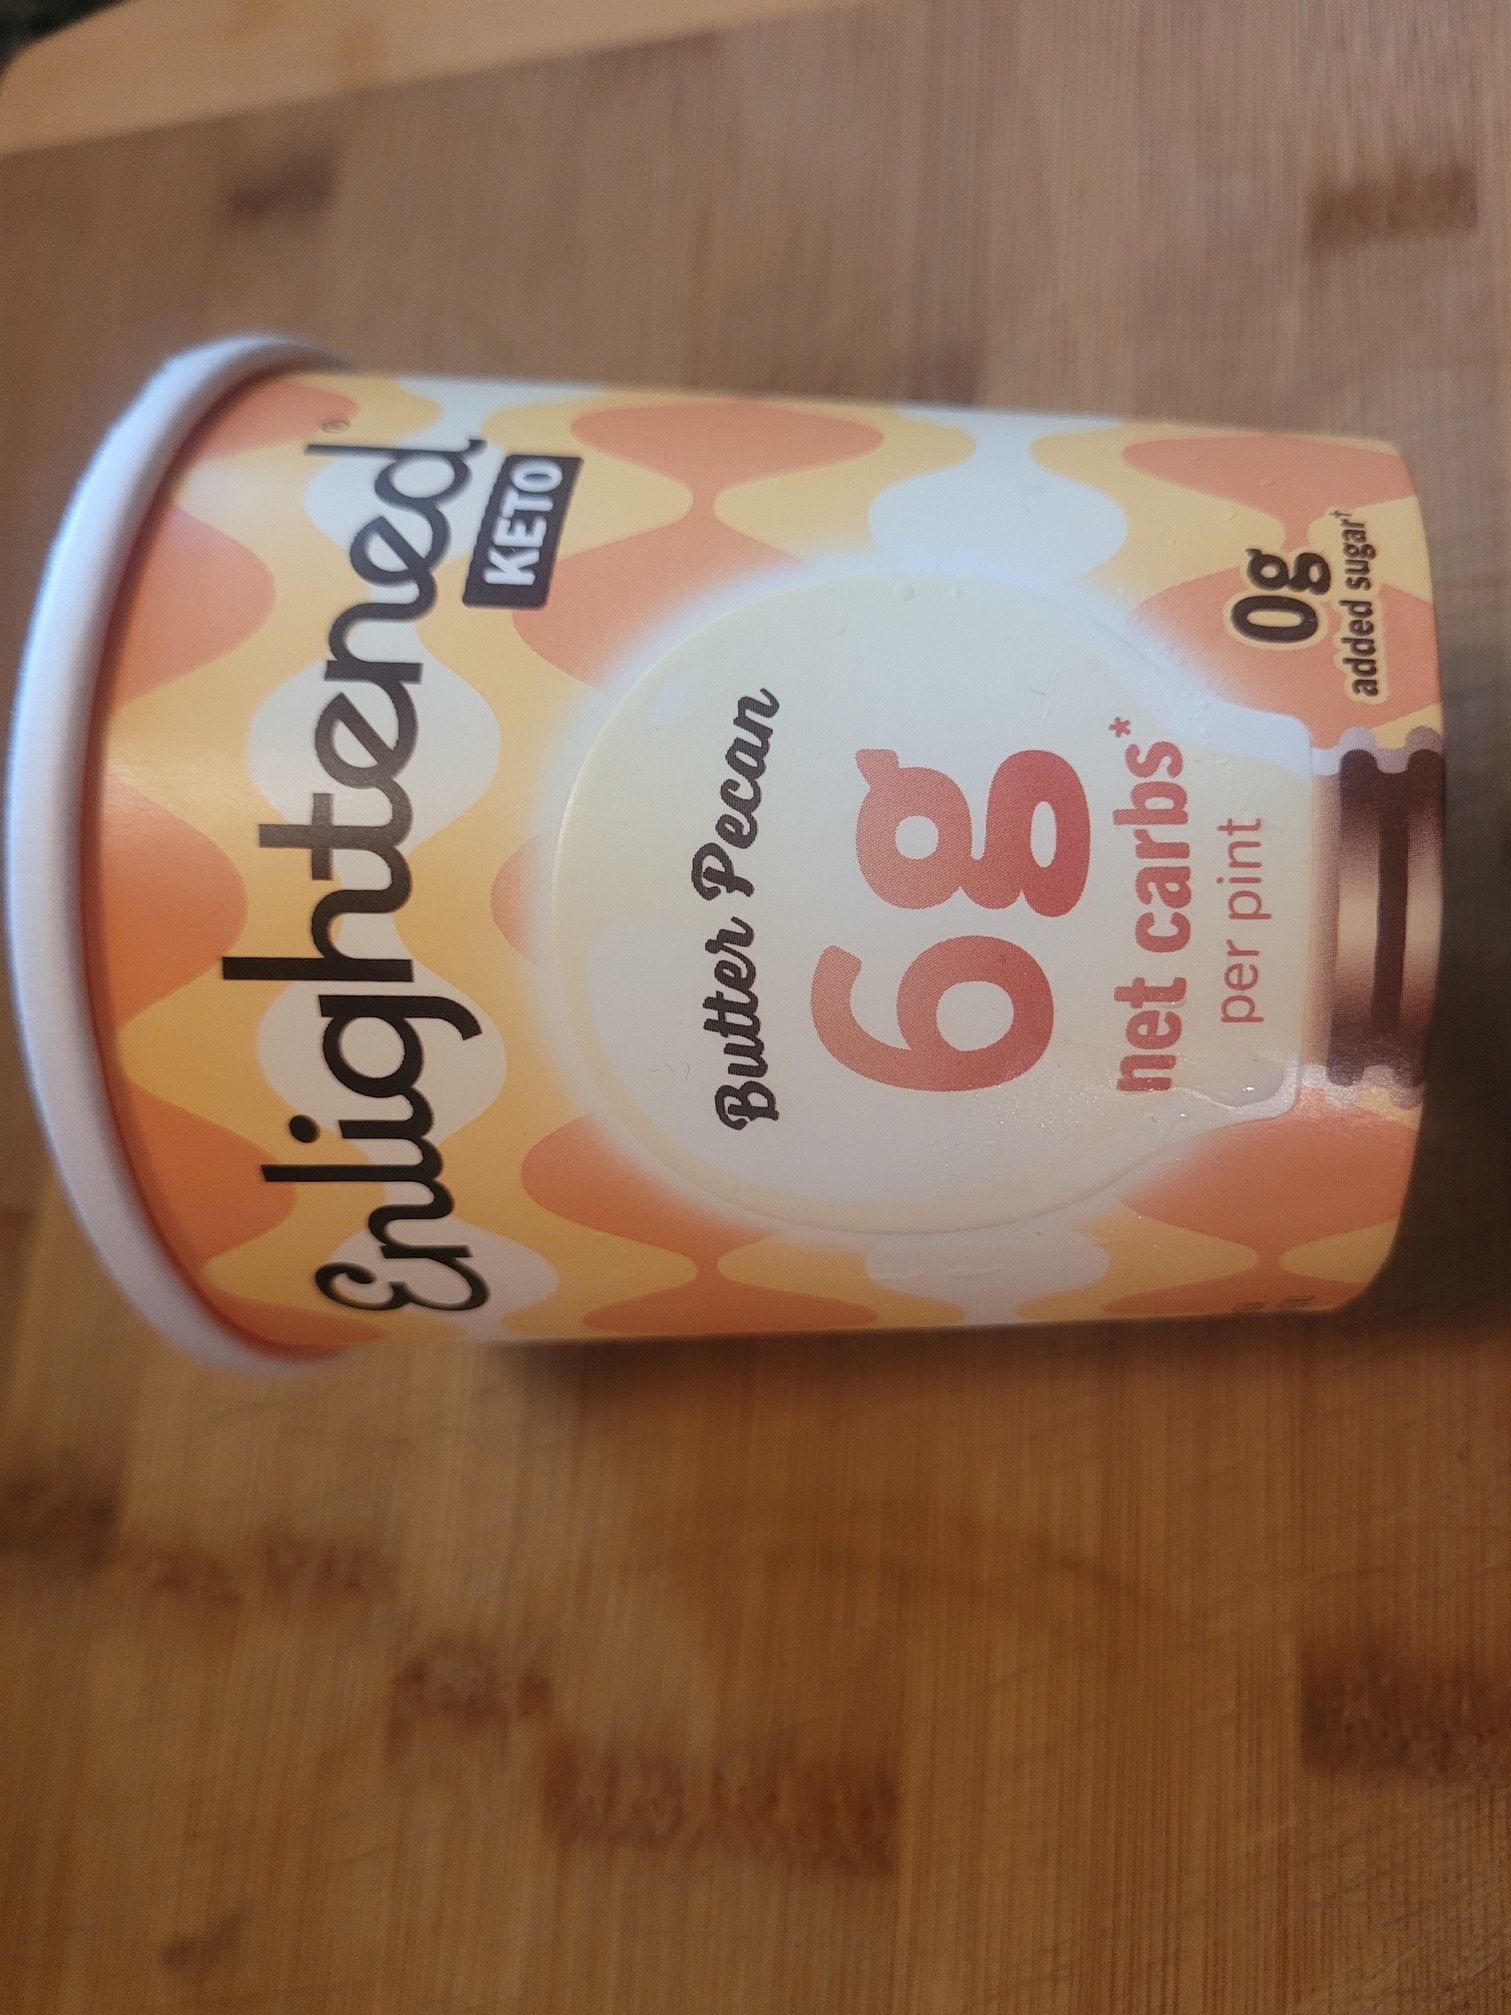 Enlightened®
KETO
Butter Pecan
6g
net carbs*
per pint
0g
added sugar†